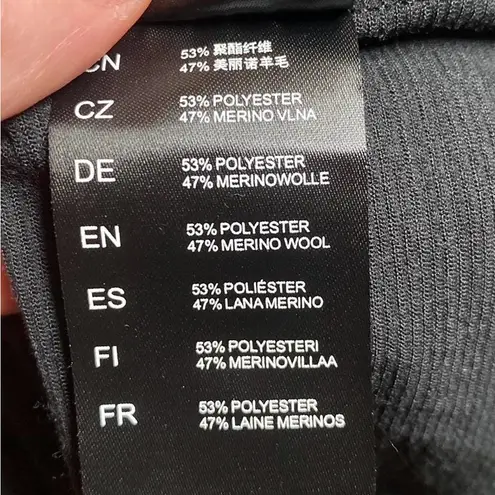 CN 53% 聚酯纤维
47% 美丽诺羊毛
CZ 53% POLYESTER
47% MERINO VLNA
DE 53% POLYESTER
47% MERINOWOLLE
EN 53% POLYESTER
47% MERINO WOOL
ES 53% POLIÉSTER
47% LANA MERINO
FI 53% POLYESTERI
47% MERINOVILLAA
FR 53% POLYESTER
47% LAINE MERINOS